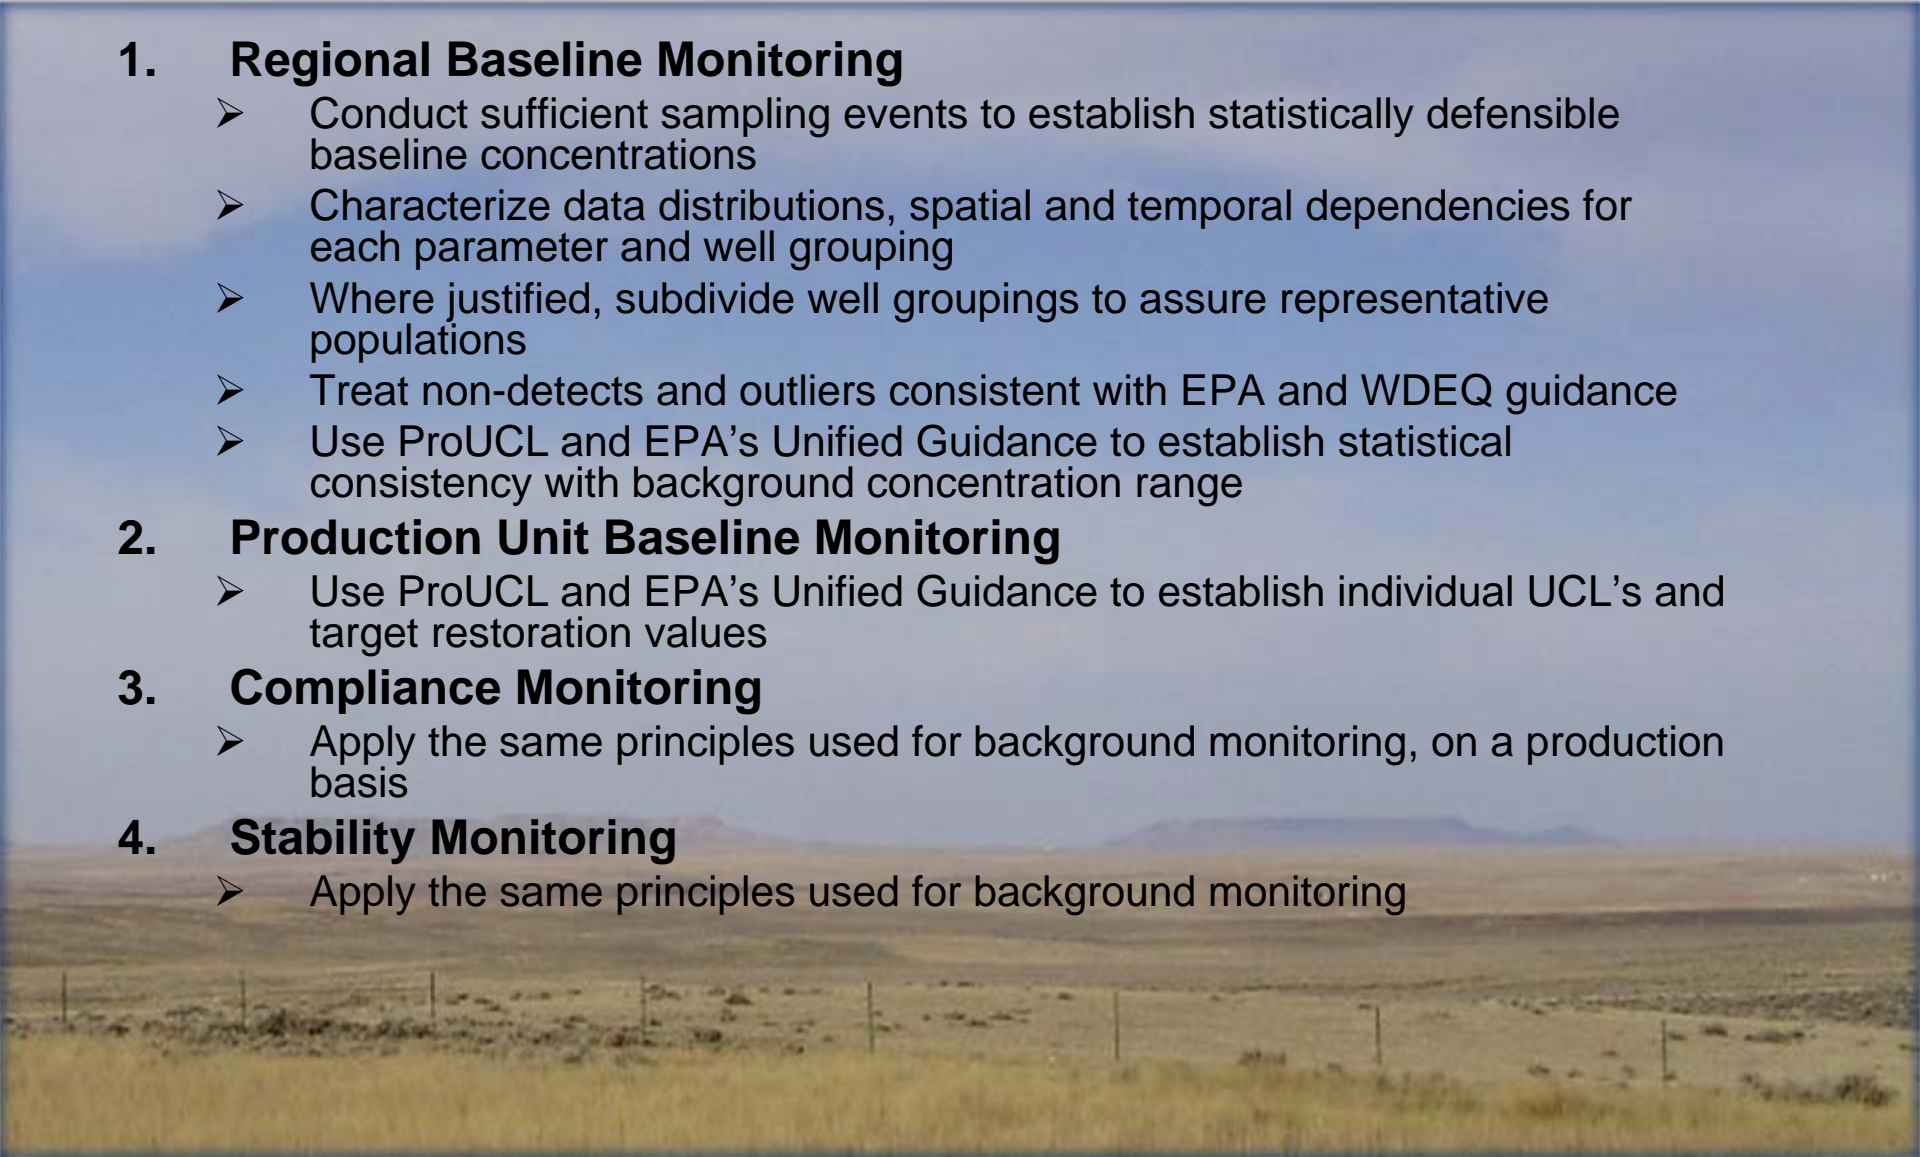 1. Regional Baseline Monitoring
➢ Conduct sufficient sampling events to establish statistically defensible
baseline concentrations
➢ Characterize data distributions, spatial and temporal dependencies for
each parameter and well grouping
➢ Where justified, subdivide well groupings to assure representative
populations
➢ Treat non-detects and outliers consistent with EPA and WDEQ guidance
➢ Use ProUCL and EPA’s Unified Guidance to establish statistical
consistency with background concentration range
2. Production Unit Baseline Monitoring
➢ Use ProUCL and EPA’s Unified Guidance to establish individual UCL’s and
target restoration values
3. Compliance Monitoring
➢ Apply the same principles used for background monitoring, on a production
basis
4. Stability Monitoring
➢ Apply the same principles used for background monitoring